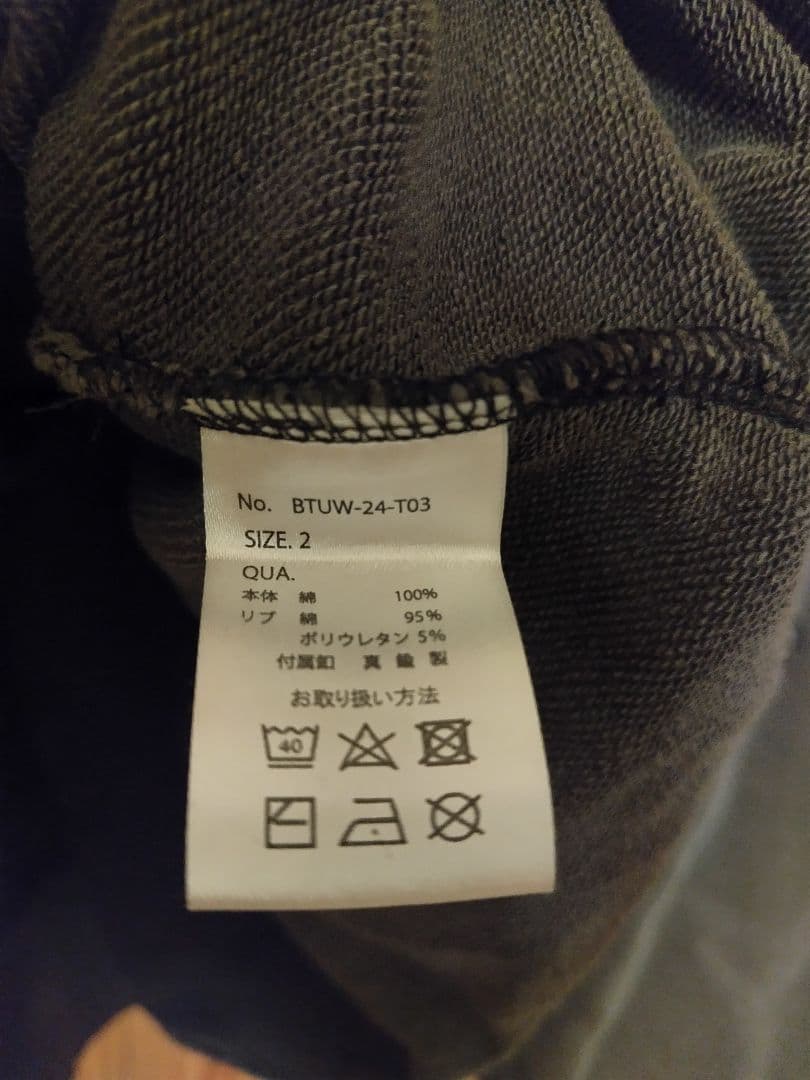 No. BTUW-24-T03
SIZE. 2
QUA.
本体 綿 100%
リブ 綿 95%
ポリウレタン 5%
付属釦 真鍮製
お取り扱い方法
40